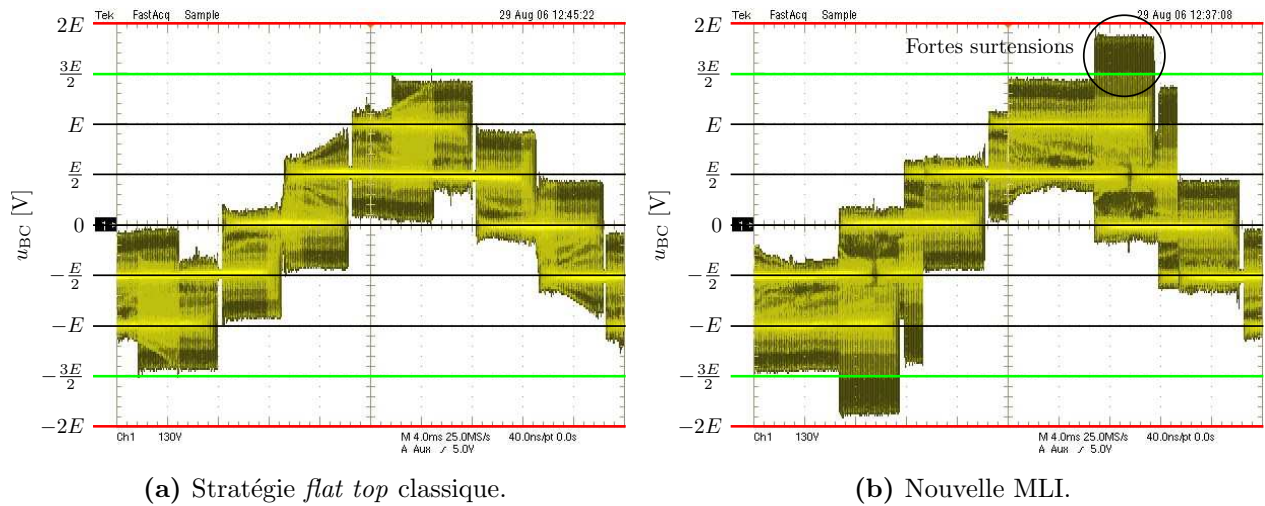 Tek FastAcq Sample 29 Aug 06 12:45:22
2E
3E/2
E
E/2
0
−E/2
−E
−3E/2
−2E
u_BC [V]
1
Ch1 130V M 4.0ms 25.0MS/s 40.0ns/pt 0.0s
A Aux ⁄ 5.0V
(a) Stratégie flat top classique.
Tek FastAcq Sample 29 Aug 06 12:37:08
Fortes surtensions
2E
3E/2
E
E/2
0
−E/2
−E
−3E/2
−2E
u_BC [V]
1
Ch1 130V M 4.0ms 25.0MS/s 40.0ns/pt 0.0s
A Aux ⁄ 5.0V
(b) Nouvelle MLI.